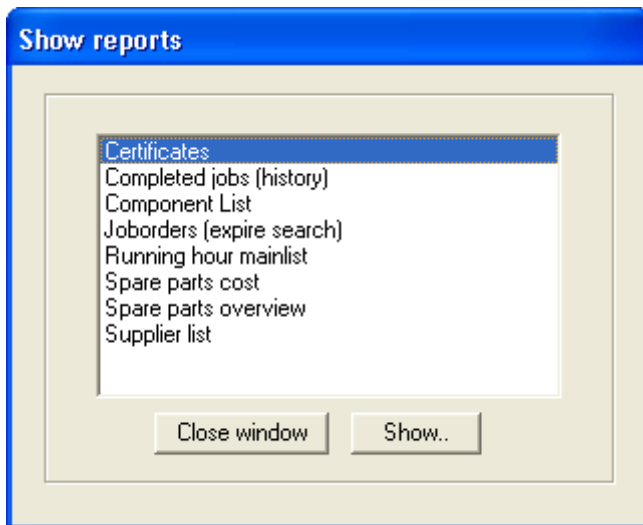 Show reports
Certificates
Completed jobs (history)
Component List
Joborders (expire search)
Running hour mainlist
Spare parts cost
Spare parts overview
Supplier list
Close window
Show..